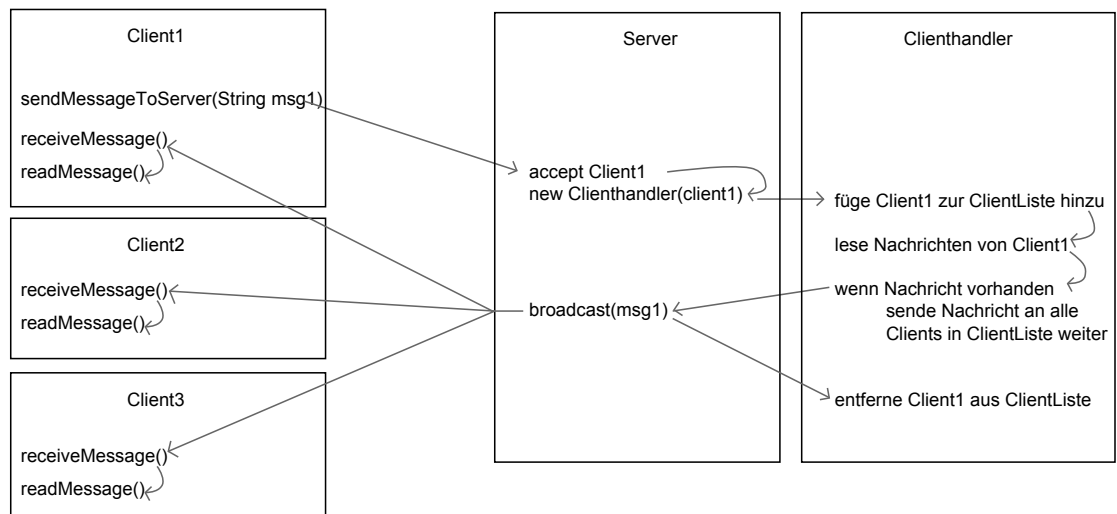 Client1
sendMessageToServer(String msg1)
receiveMessage()
readMessage()
Client2
receiveMessage()
readMessage()
Client3
receiveMessage()
readMessage()
Server
accept Client1
new Clienthandler(client1)
broadcast(msg1)
Clienthandler
füge Client1 zur ClientListe hinzu
lese Nachrichten von Client1
wenn Nachricht vorhanden
sende Nachricht an alle
Clients in ClientListe weiter
entferne Client1 aus ClientListe